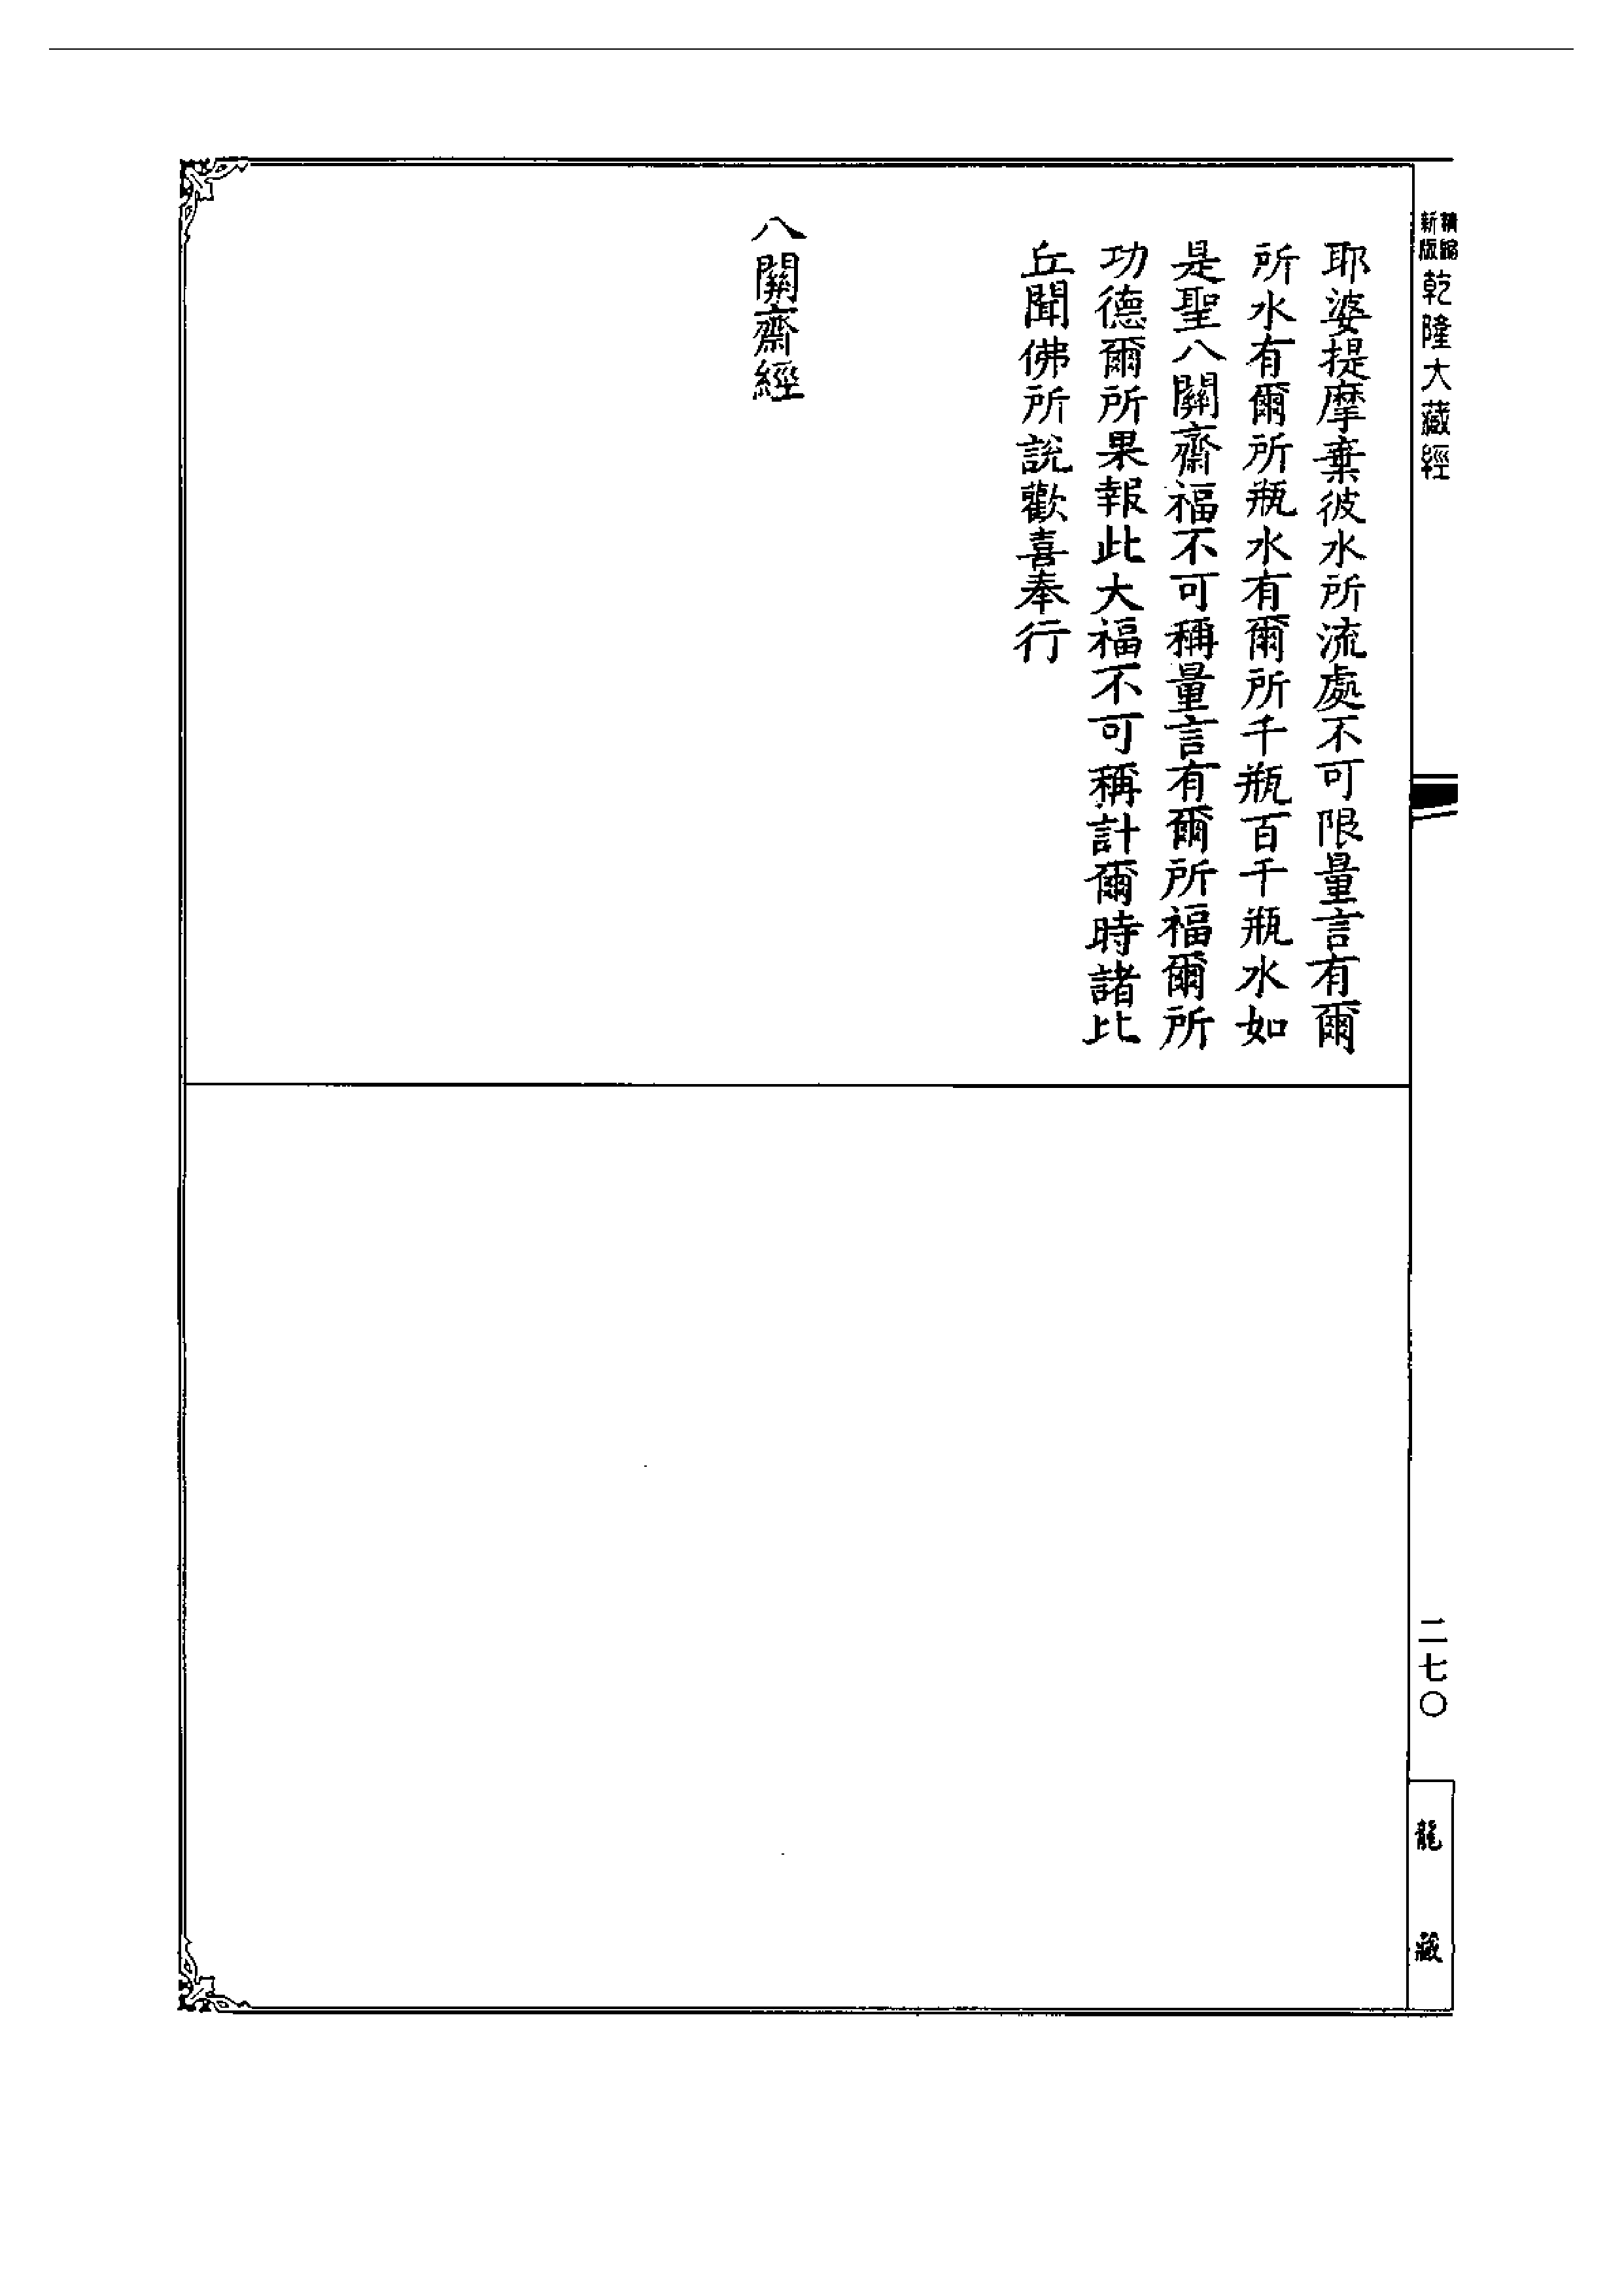 精縮新版乾隆大藏經
耶婆提摩棄彼水所流處不可限量言有爾
所水有爾所瓶水有爾所千瓶百千瓶水如
是聖八關齋福不可稱量言有爾所福爾所
功德爾所果報此大福不可稱計爾時諸比
丘聞佛所說歡喜奉行
八關齋經
二七〇
龍藏